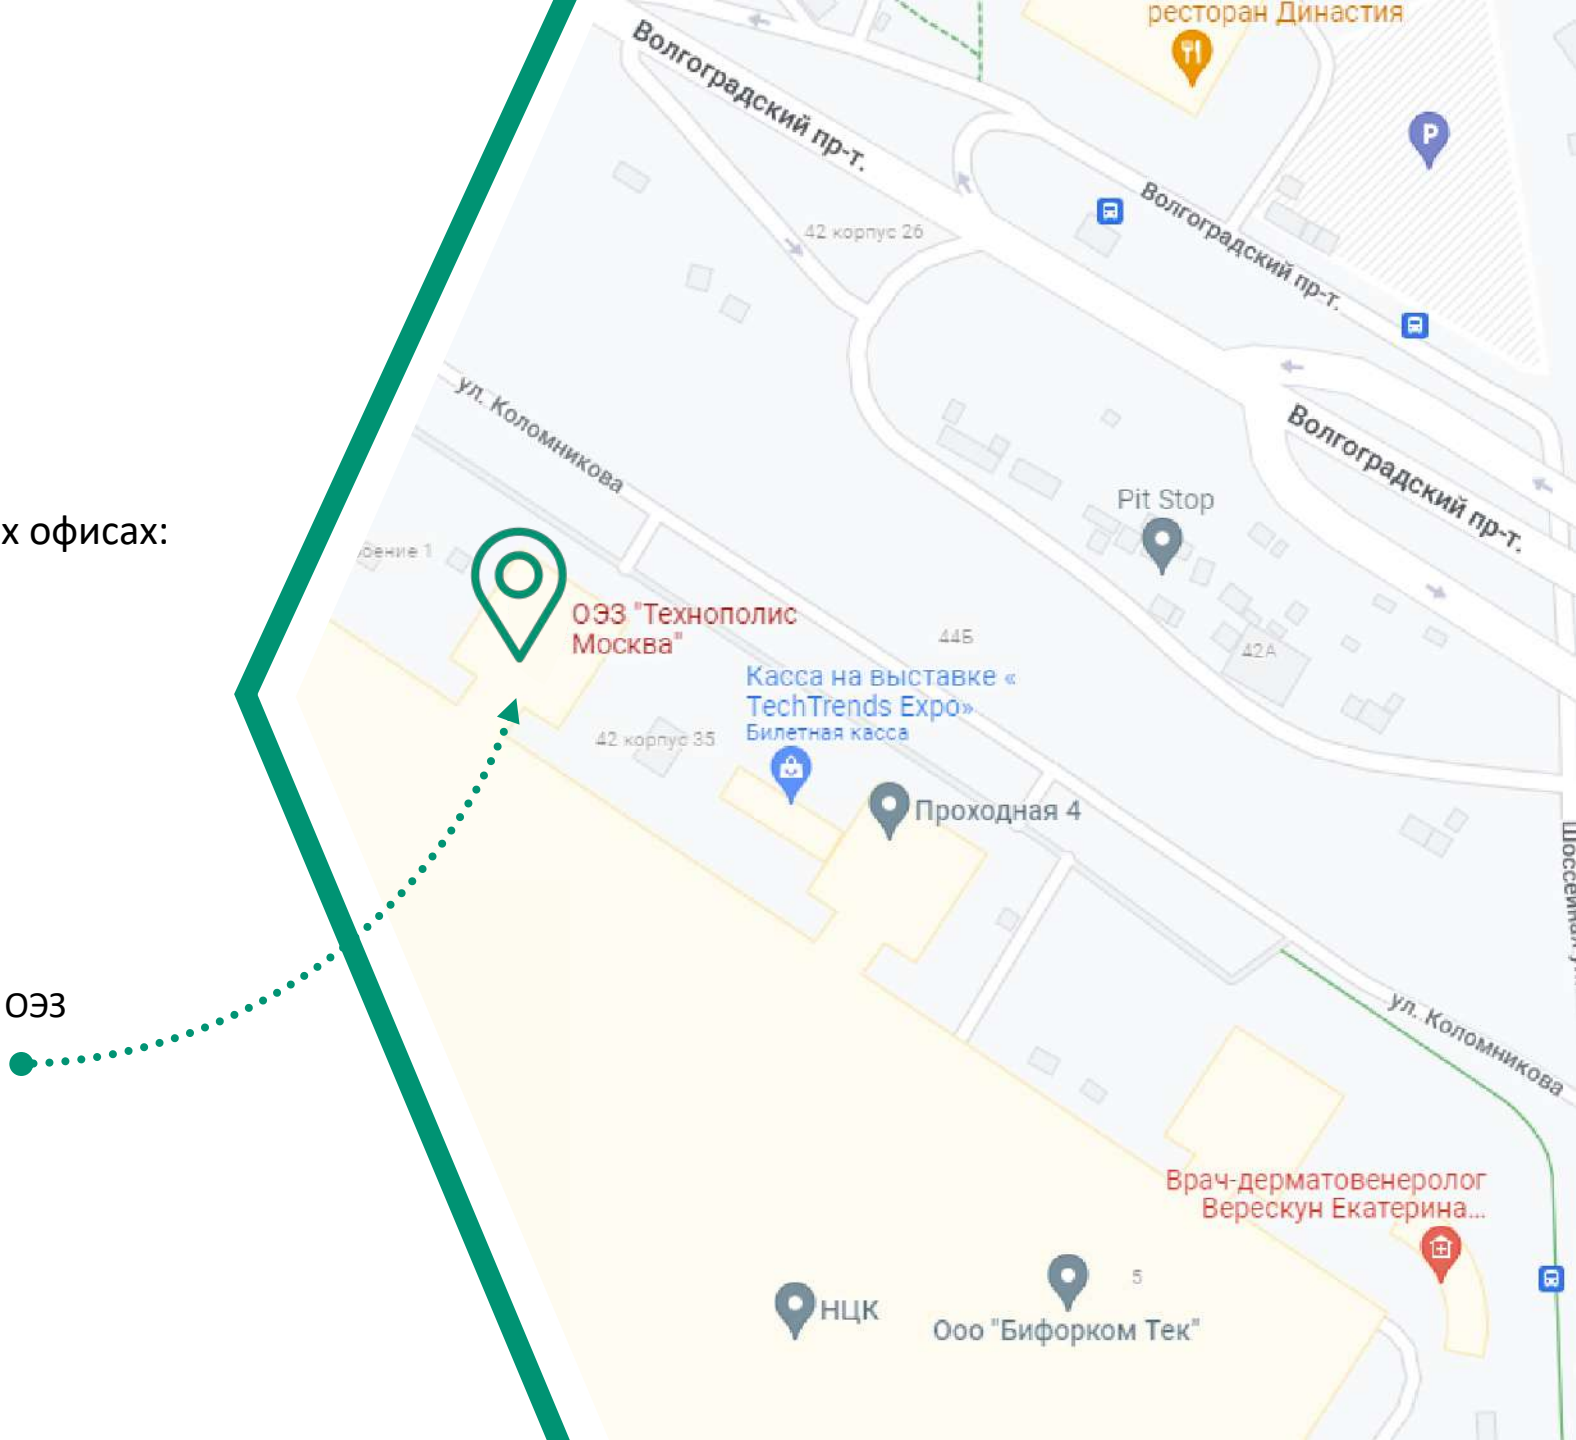 ресторан Династия
Волгоградский пр-т.
P
Волгоградский пр-т.
42 корпус 26
ул. Коломникова
Волгоградский пр-т.
Pit Stop
х офисах:
ение 1
ОЭЗ "Технополис
Москва"
44Б
42А
Касса на выставке «
TechTrends Expo»
Билетная касса
42 корпус 35
Проходная 4
ОЭЗ
ул. Коломникова
Врач-дерматовенеролог
Верескун Екатерина...
5
НЦК
Ооо "Бифорком Тек"